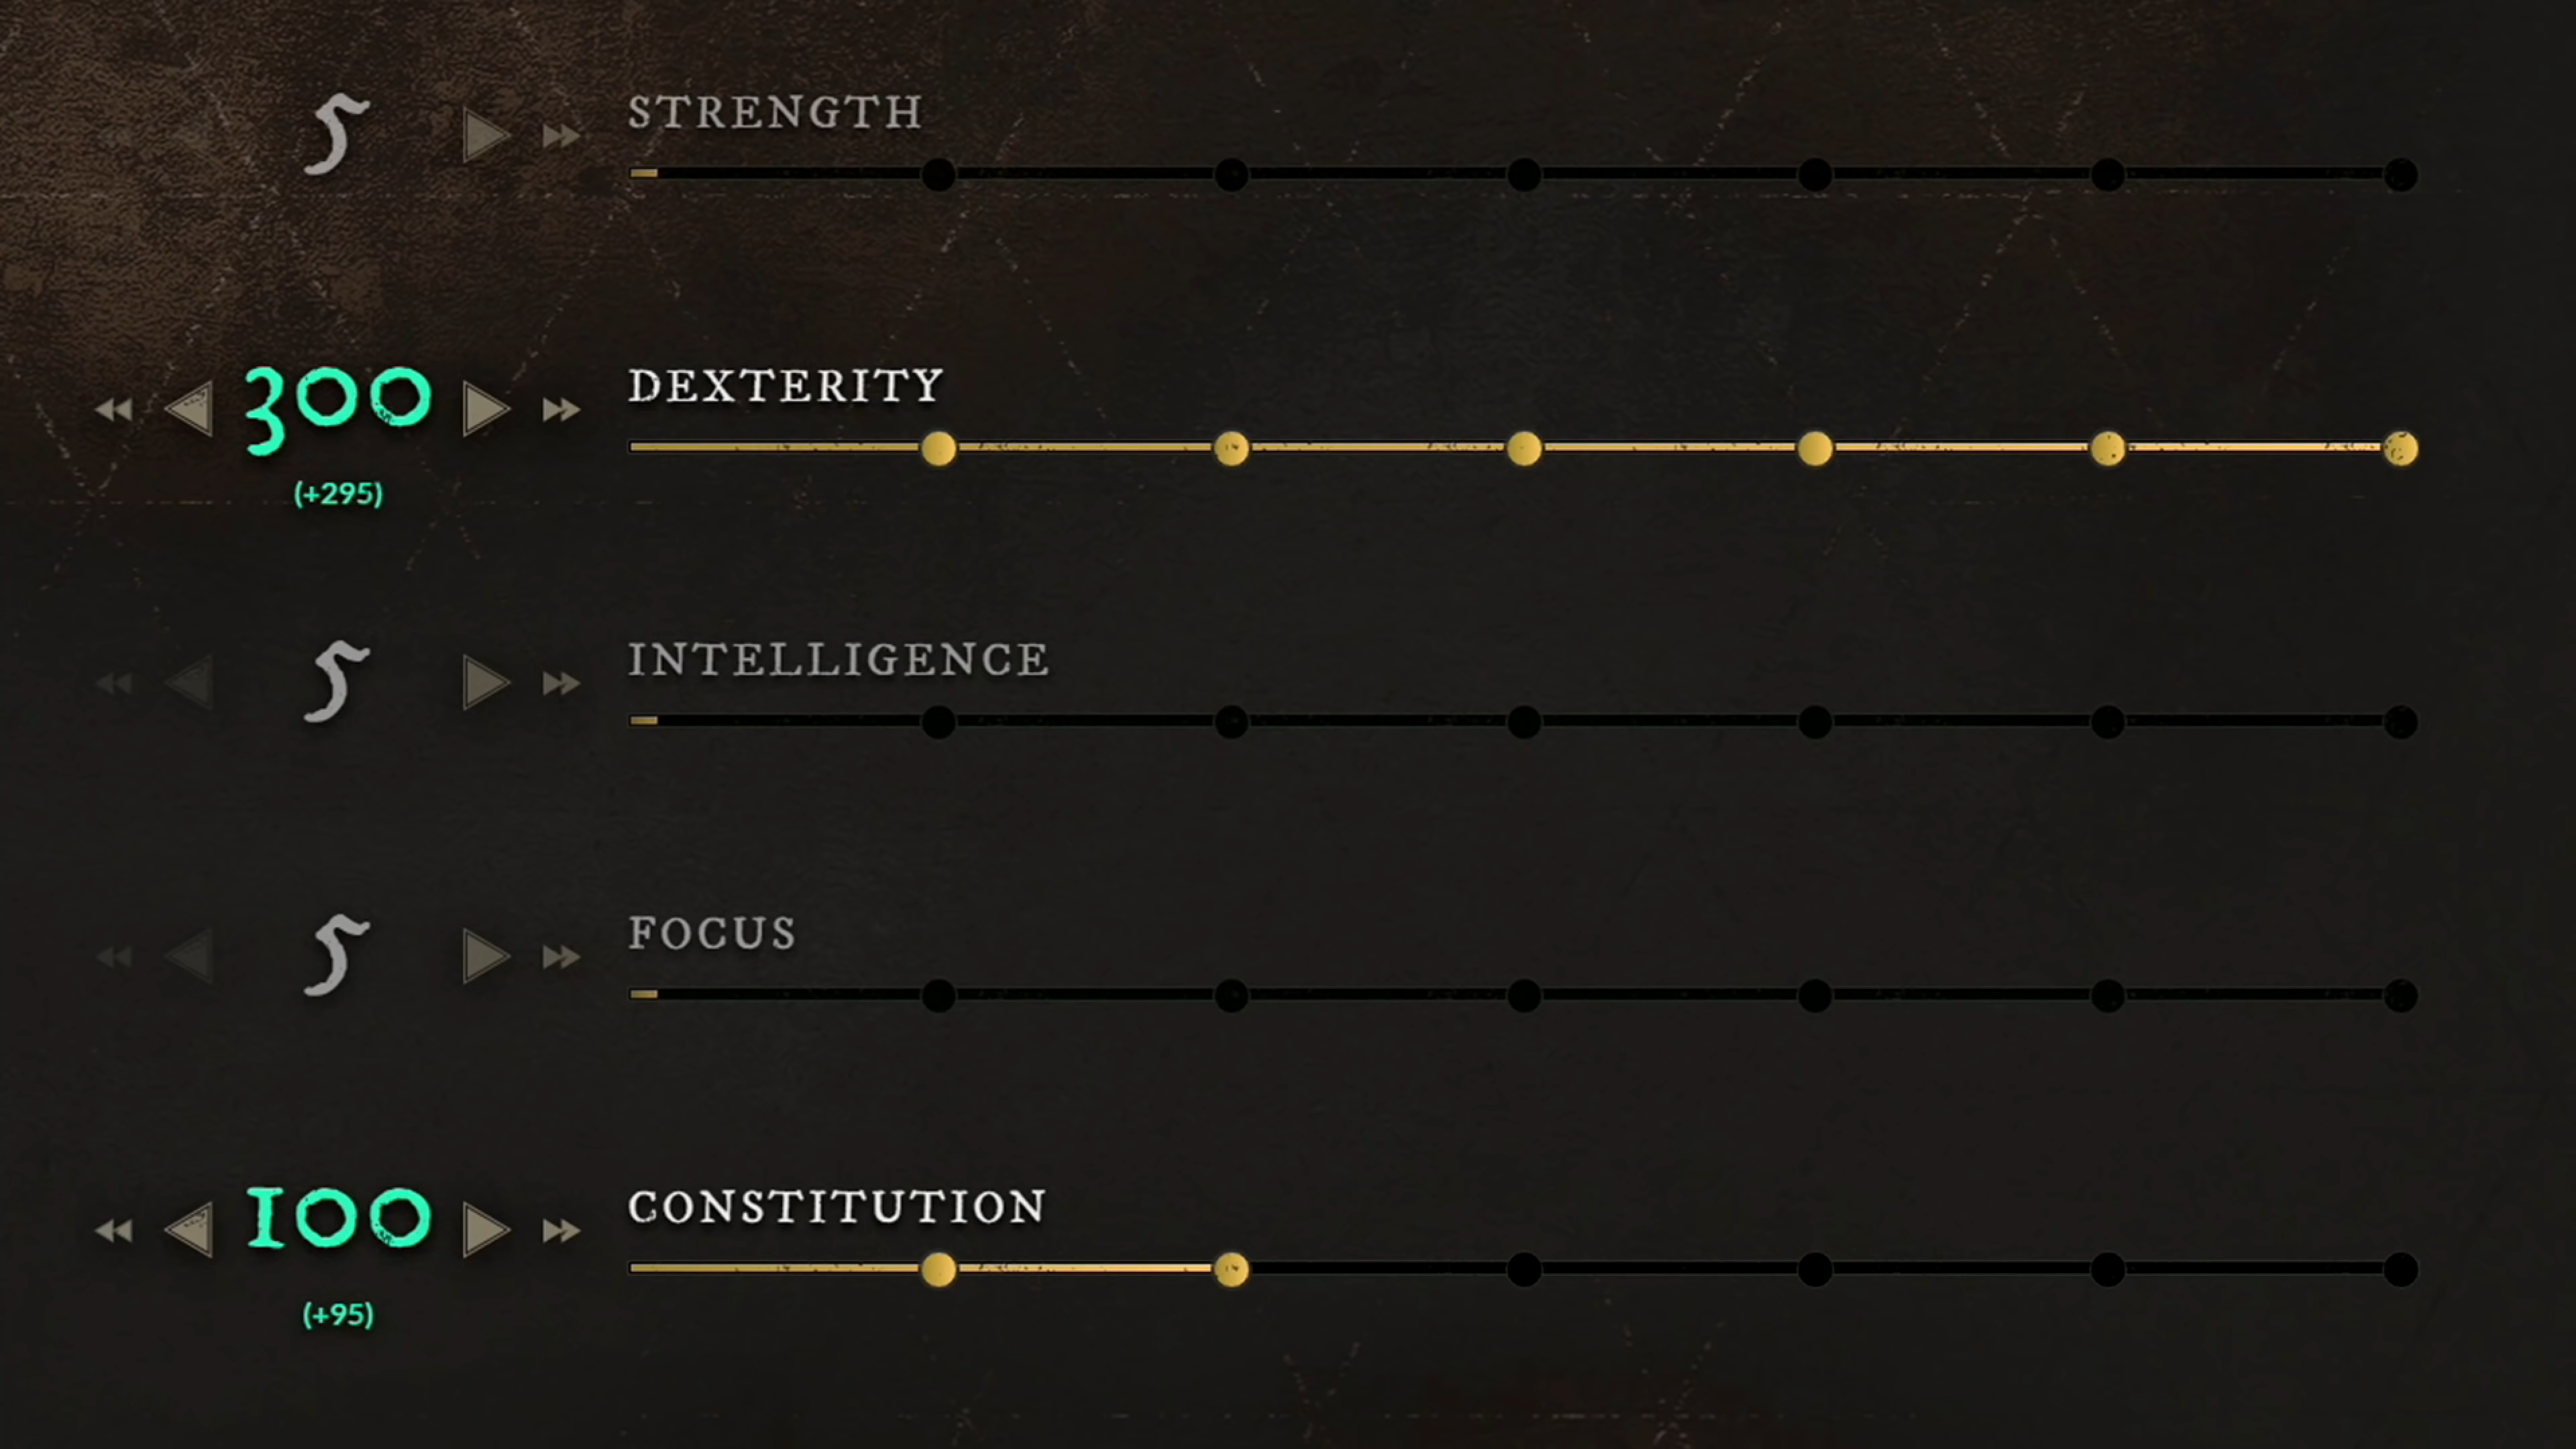 5 STRENGTH
300 DEXTERITY
(+295)
5 INTELLIGENCE
5 FOCUS
100 CONSTITUTION
(+95)